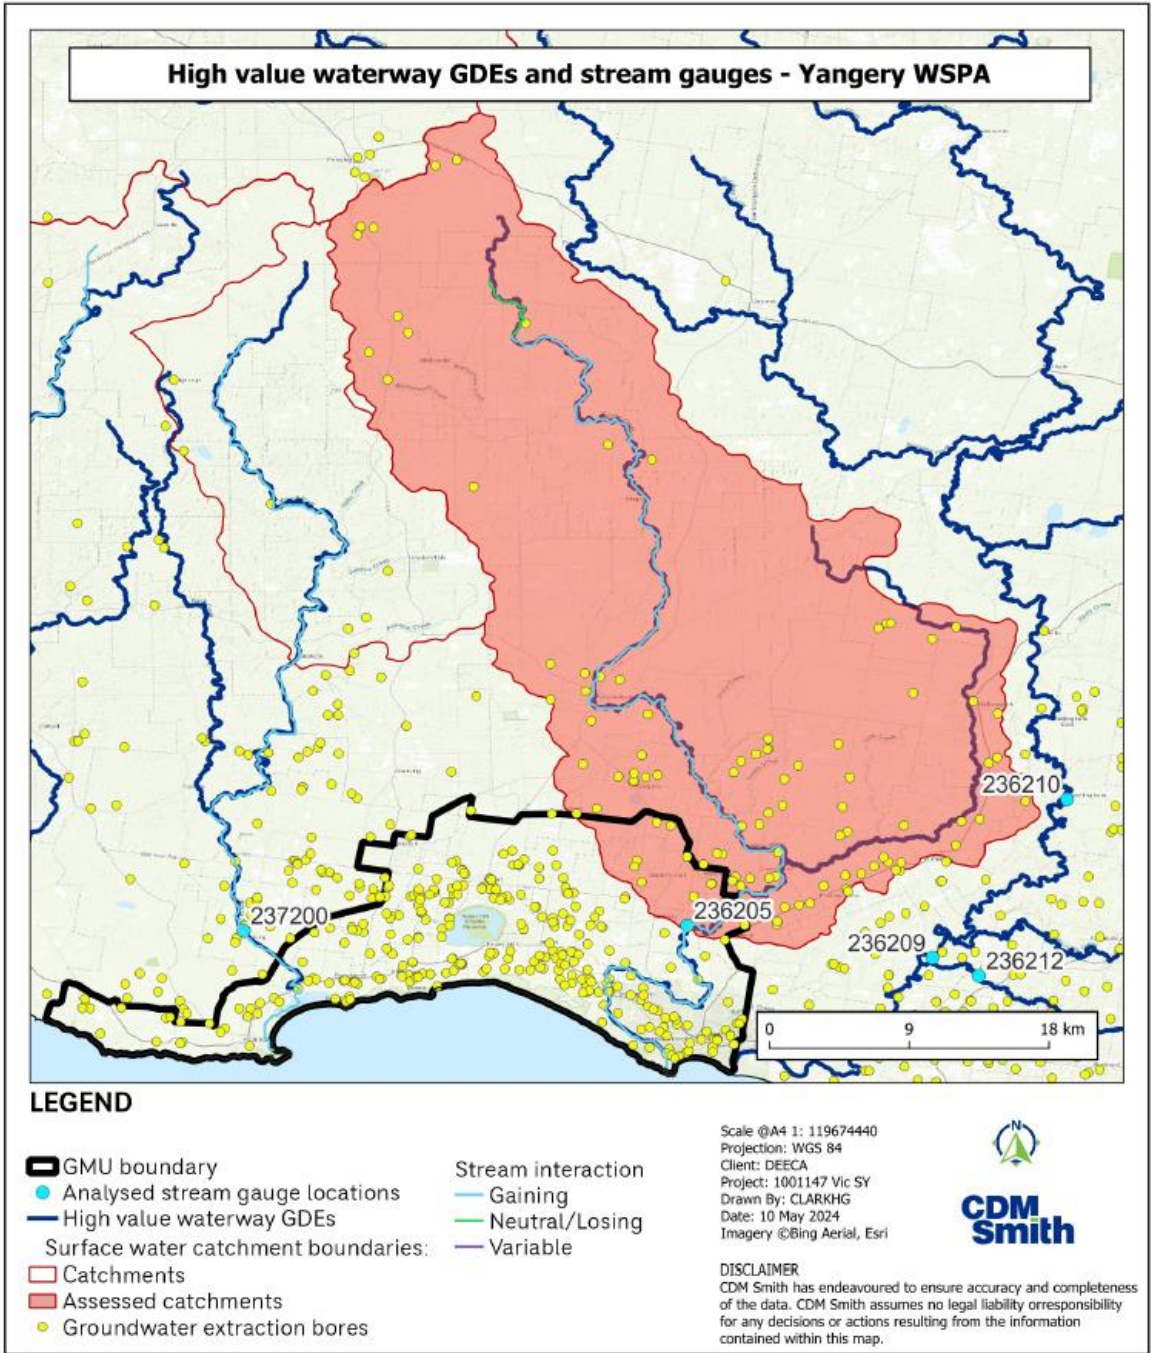 High value waterway GDEs and stream gauges - Yangery WSPA
236210
237200
236205
236209
236212
0 9 18 km
LEGEND
GMU boundary
Analysed stream gauge locations
High value waterway GDEs
Surface water catchment boundaries:
Catchments
Assessed catchments
Groundwater extraction bores
Stream interaction
Gaining
Neutral/Losing
Variable
Scale @A4 1: 119674440
Projection: WGS 84
Client: DEECA
Project: 1001147 Vic SY
Drawn By: CLARKHG
Date: 10 May 2024
Imagery ©Bing Aerial, Esri
N
CDM
Smith
DISCLAIMER
CDM Smith has endeavoured to ensure accuracy and completeness
of the data. CDM Smith assumes no legal liability orresponsibility
for any decisions or actions resulting from the information
contained within this map.